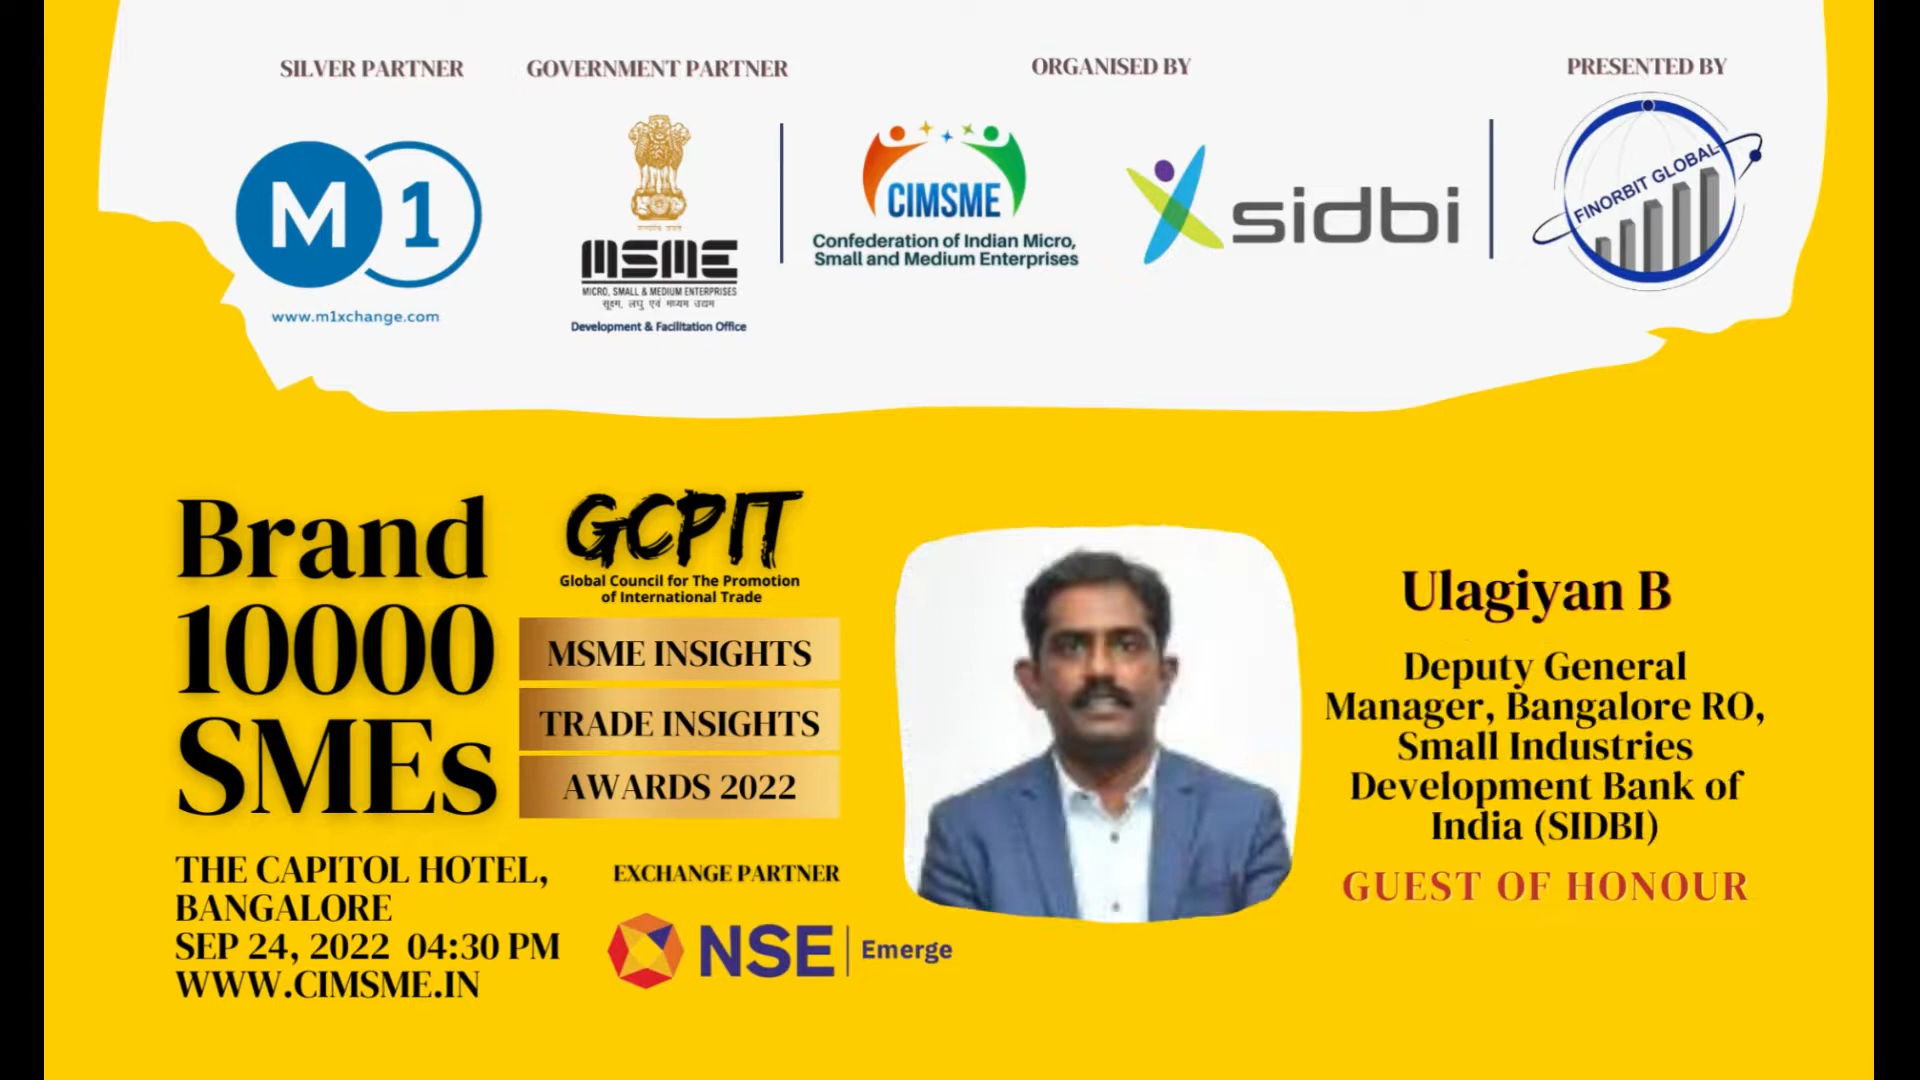 SILVER PARTNER
GOVERNMENT PARTNER
ORGANISED BY
PRESENTED BY
M 1
www.m1xchange.com
सत्यमेव जयते
MSME
MICRO, SMALL & MEDIUM ENTERPRISES
सूक्ष्म, लघु एवं मध्यम उद्यम
Development & Facilitation Office
CIMSME
Confederation of Indian Micro,
Small and Medium Enterprises
sidbi
FINORBIT GLOBAL
Brand
10000
SMEs
GCPIT
Global Council for The Promotion
of International Trade
MSME INSIGHTS
TRADE INSIGHTS
AWARDS 2022
THE CAPITOL HOTEL,
BANGALORE
SEP 24, 2022 04:30 PM
WWW.CIMSME.IN
EXCHANGE PARTNER
NSE Emerge
Ulagiyan B
Deputy General
Manager, Bangalore RO,
Small Industries
Development Bank of
India (SIDBI)
GUEST OF HONOUR